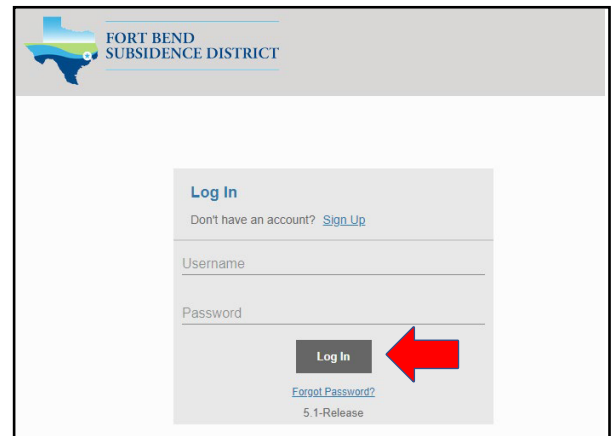 FORT BEND
SUBSIDENCE DISTRICT
Log In
Don't have an account? Sign Up
Username
Password
Log In
Forgot Password?
5.1-Release